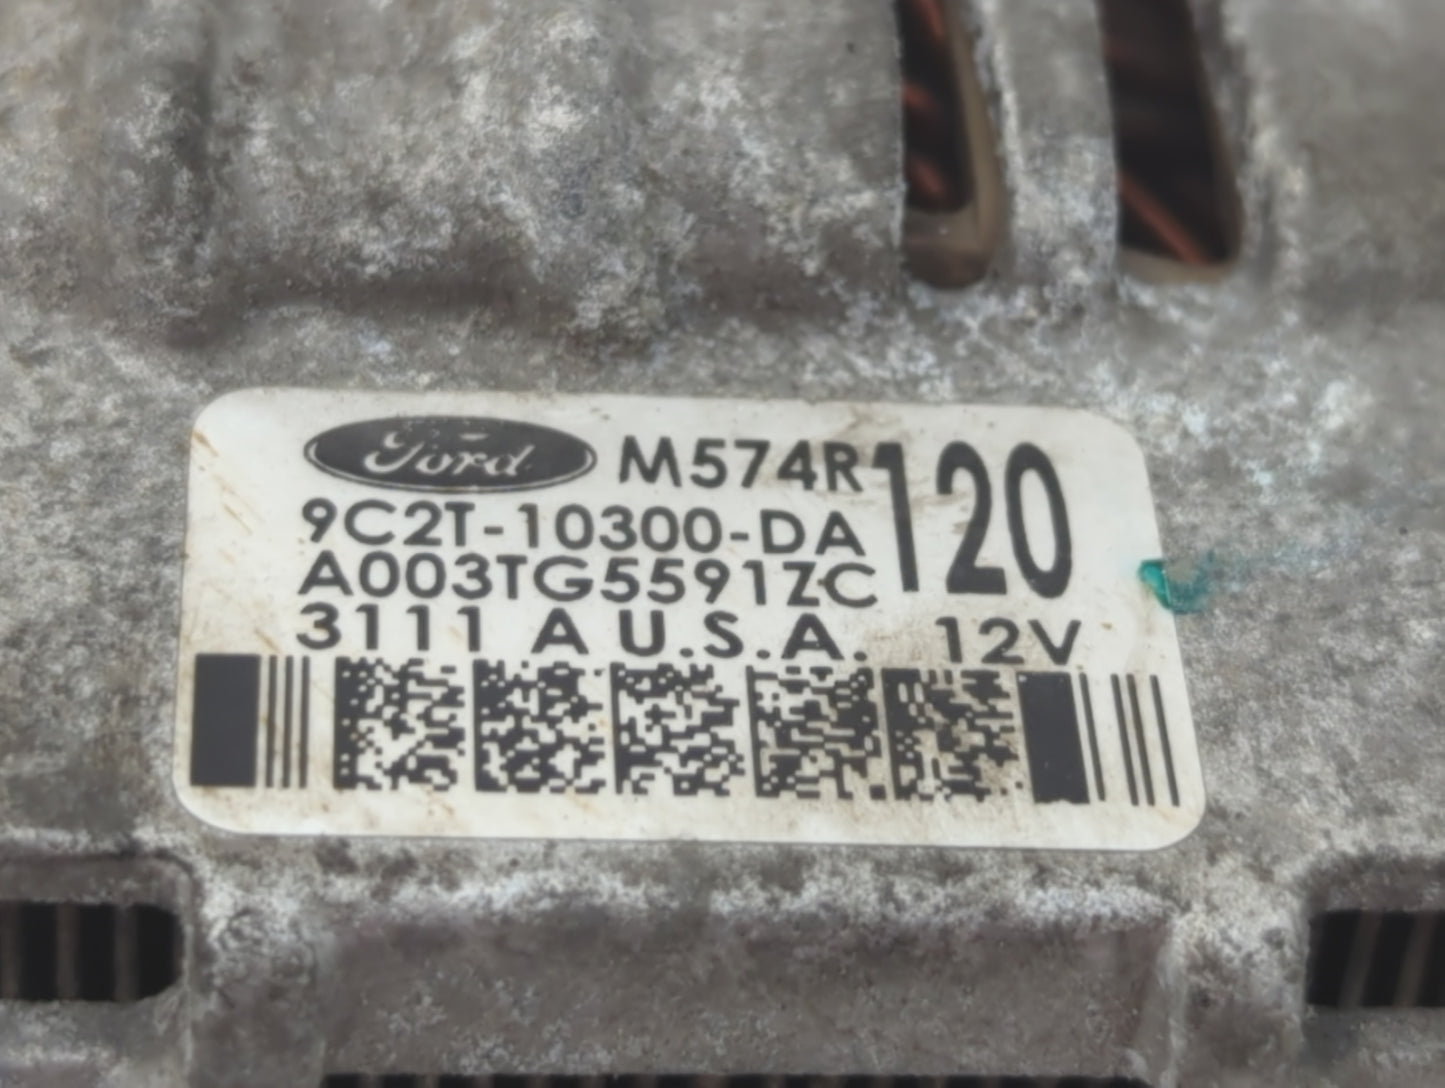 Ford M574R 120
9C2T-10300-DA
A003TG5591ZC
3111 A U.S.A. 12V